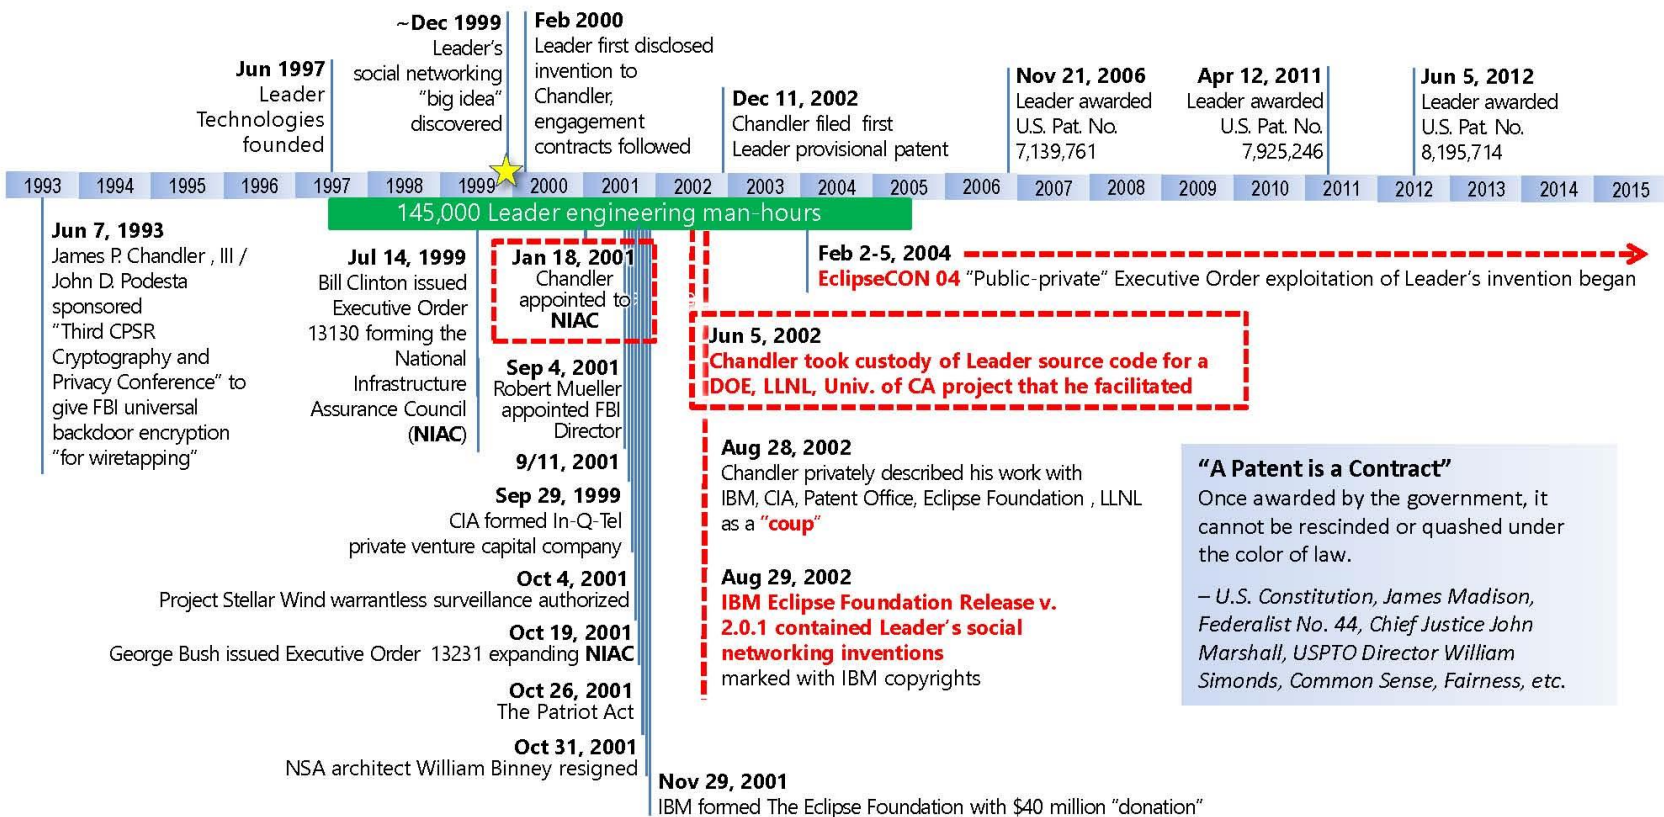 ~Dec 1999
Leader's
social networking
"big idea"
discovered
Feb 2000
Leader first disclosed
invention to
Chandler,
engagement
contracts followed
Jun 1997
Leader
Technologies
founded
Dec 11, 2002
Chandler filed first
Leader provisional patent
Nov 21, 2006
Leader awarded
U.S. Pat. No.
7,139,761
Apr 12, 2011
Leader awarded
U.S. Pat. No.
7,925,246
Jun 5, 2012
Leader awarded
U.S. Pat. No.
8,195,714
1993 1994 1995 1996 1997 1998 1999 2000 2001 2002 2003 2004 2005 2006 2007 2008 2009 2010 2011 2012 2013 2014 2015
145,000 Leader engineering man-hours
Jun 7, 1993
James P. Chandler , III /
John D. Podesta
sponsored
"Third CPSR
Cryptography and
Privacy Conference" to
give FBI universal
backdoor encryption
"for wiretapping"
Jul 14, 1999
Bill Clinton issued
Executive Order
13130 forming the
National
Infrastructure
Assurance Council
(NIAC)
Jan 18, 2001
Chandler
appointed to
NIAC
Sep 4, 2001
Robert Mueller
appointed FBI
Director
9/11, 2001
Sep 29, 1999
CIA formed In-Q-Tel
private venture capital company
Oct 4, 2001
Project Stellar Wind warrantless surveillance authorized
Oct 19, 2001
George Bush issued Executive Order 13231 expanding NIAC
Oct 26, 2001
The Patriot Act
Oct 31, 2001
NSA architect William Binney resigned
Nov 29, 2001
IBM formed The Eclipse Foundation with $40 million "donation"
Feb 2-5, 2004
EclipseCON 04 "Public-private" Executive Order exploitation of Leader's invention began
Jun 5, 2002
Chandler took custody of Leader source code for a
DOE, LLNL, Univ. of CA project that he facilitated
Aug 28, 2002
Chandler privately described his work with
IBM, CIA, Patent Office, Eclipse Foundation , LLNL
as a "coup"
Aug 29, 2002
IBM Eclipse Foundation Release v.
2.0.1 contained Leader's social
networking inventions
marked with IBM copyrights
"A Patent is a Contract"
Once awarded by the government, it
cannot be rescinded or quashed under
the color of law.
– U.S. Constitution, James Madison,
Federalist No. 44, Chief Justice John
Marshall, USPTO Director William
Simonds, Common Sense, Fairness, etc.